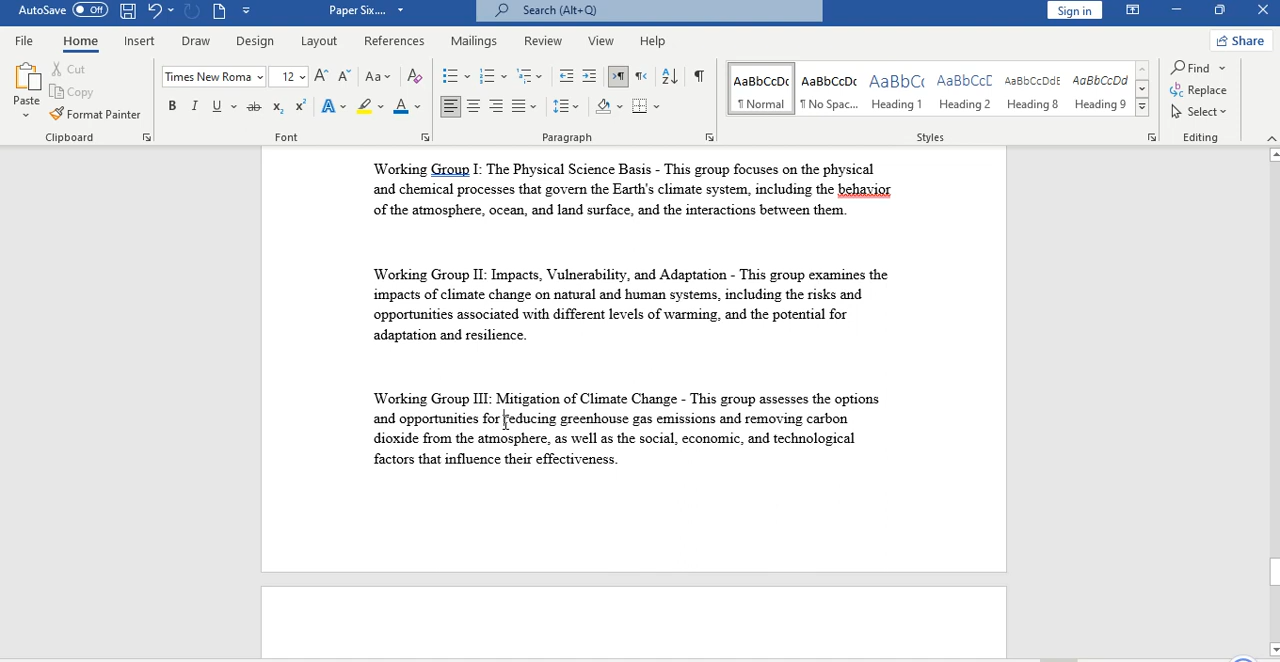 AutoSave Off Paper Six.... Search (Alt+Q) Sign in
File Home Insert Draw Design Layout References Mailings Review View Help Share
Paste Cut Copy Format Painter
Times New Roma 12 Aa
AaBbCcDc AaBbCcDc AaBbCc AaBbCcD AaBbCcDdE AaBbCcDd
¶ Normal ¶ No Spac... Heading 1 Heading 2 Heading 8 Heading 9
Find Replace Select
Clipboard Font Paragraph Styles Editing
Working Group I: The Physical Science Basis - This group focuses on the physical
and chemical processes that govern the Earth's climate system, including the behavior
of the atmosphere, ocean, and land surface, and the interactions between them.
Working Group II: Impacts, Vulnerability, and Adaptation - This group examines the
impacts of climate change on natural and human systems, including the risks and
opportunities associated with different levels of warming, and the potential for
adaptation and resilience.
Working Group III: Mitigation of Climate Change - This group assesses the options
and opportunities for reducing greenhouse gas emissions and removing carbon
dioxide from the atmosphere, as well as the social, economic, and technological
factors that influence their effectiveness.